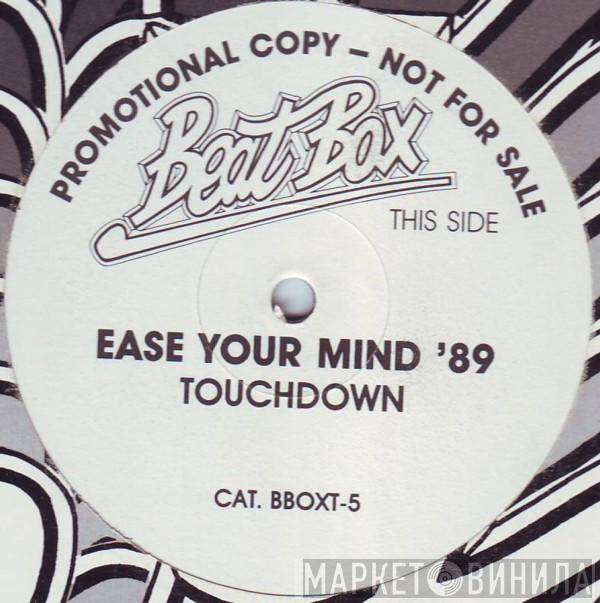 PROMOTIONAL COPY – NOT FOR SALE
Beat Box
THIS SIDE
EASE YOUR MIND '89
TOUCHDOWN
CAT. BBOXT-5
МАРКЕТ ВИНИЛА